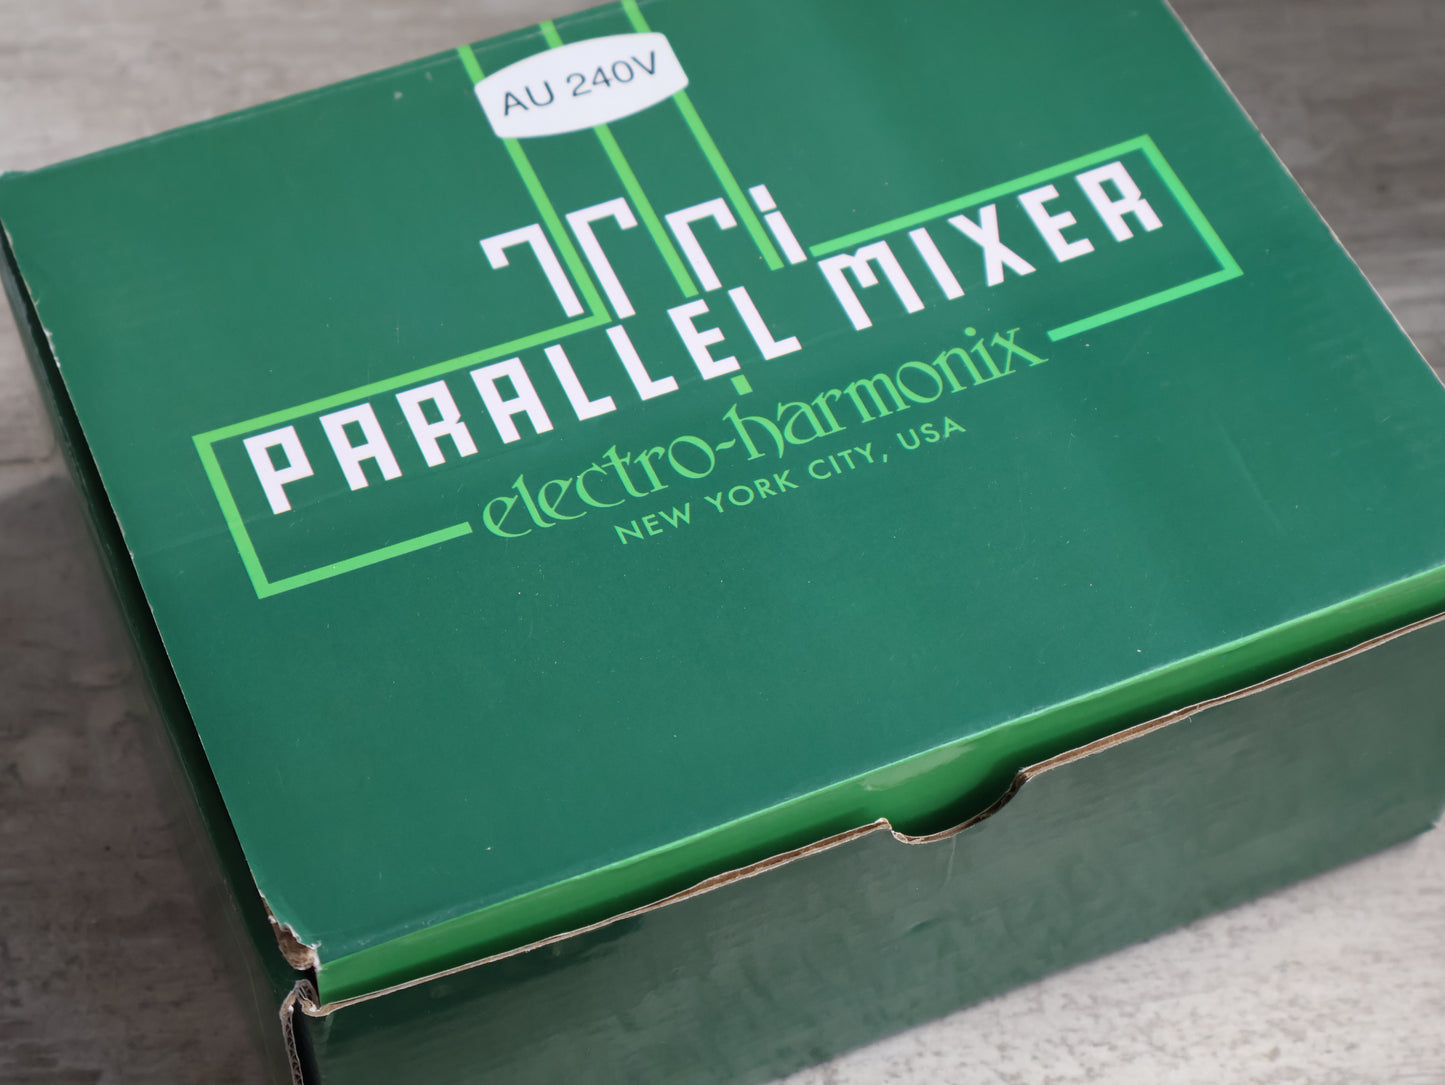 AU 240V
Tri
PARALLEL MIXER
electro-harmonix
NEW YORK CITY, USA